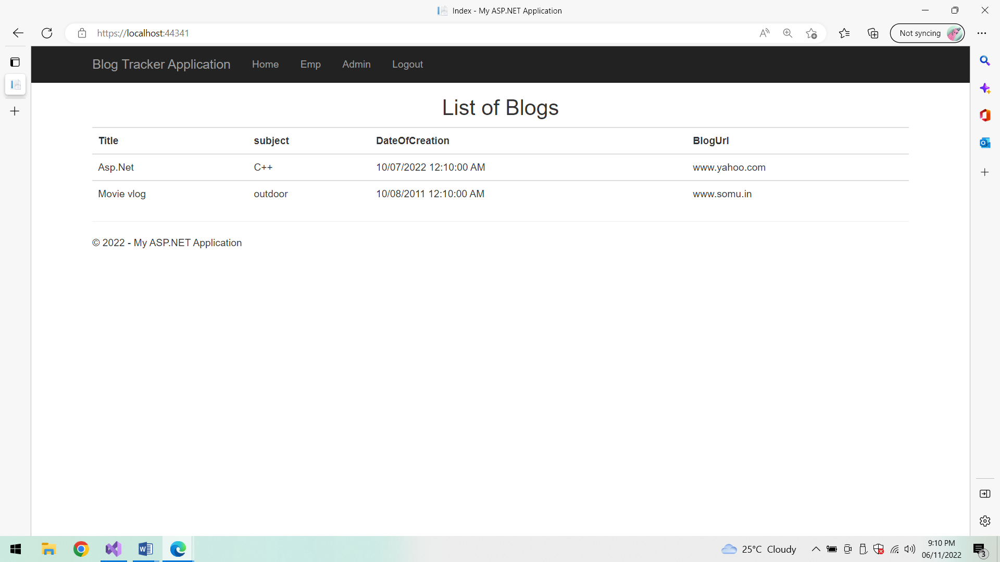 Index - My ASP.NET Application
https://localhost:44341
Not syncing
Blog Tracker Application Home Emp Admin Logout
List of Blogs
Title subject DateOfCreation BlogUrl
Asp.Net C++ 10/07/2022 12:10:00 AM www.yahoo.com
Movie vlog outdoor 10/08/2011 12:10:00 AM www.somu.in
© 2022 - My ASP.NET Application
25°C Cloudy
9:10 PM
06/11/2022
3